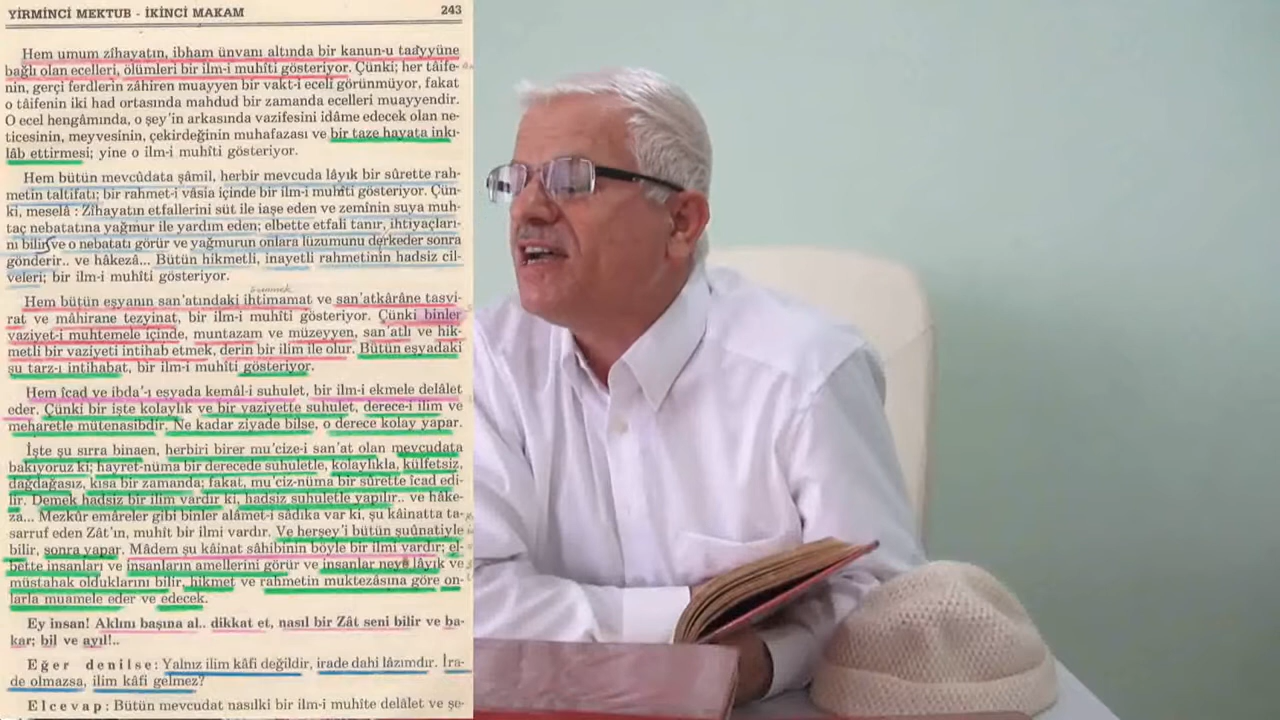 YİRMİNCİ MEKTUB - İKİNCİ MAKAM 243
Hem umum zîhayatın, ibham ünvanı altında bir kanun-u taayyüne
bağlı olan ecelleri, ölümleri bir ilm-i muhîti gösteriyor. Çünki; her tâife-
nin, gerçi ferdlerin zâhiren muayyen bir vakt-i eceli görünmüyor, fakat
o tâifenin iki had ortasında mahdud bir zamanda ecelleri muayyendir.
O ecel hengâmında, o şey'in arkasında vazifesini idâme edecek olan ne-
ticesinin, meyvesinin, çekirdeğinin muhafazası ve bir taze hayata inkı-
lâb ettirmesi; yine o ilm-i muhîti gösteriyor.
Hem bütün mevcûdata şâmil, herbir mevcuda lâyık bir sûrette rah-
metin taltifatı; bir rahmet-i vâsia içinde bir ilm-i muhîti gösteriyor. Çün-
ki, meselâ : Zîhayatın etfallerini süt ile iaşe eden ve zemînin suya muh-
taç nebatatına yağmur ile yardım eden; elbette etfali tanır, ihtiyaçları-
nı bilir ve o nebatatı görür ve yağmurun onlara lüzumunu derkeder sonra
gönderir.. ve hâkezâ... Bütün hikmetli, inayetli rahmetinin hadsiz cil-
veleri; bir ilm-i muhîti gösteriyor.
Hem bütün eşyanın san'atındaki ihtimamat ve san'atkârâne tasvi-
rat ve mâhirane tezyinat, bir ilm-i muhîti gösteriyor. Çünki binler
vaziyet-i muhtemele içinde, muntazam ve müzeyyen, san'atlı ve hik-
metli bir vaziyeti intihab etmek, derin bir ilim ile olur. Bütün eşyadaki
şu tarz-ı intihabat, bir ilm-i muhîti gösteriyor.
Hem îcad ve ibda'-ı eşyada kemâl-i suhulet, bir ilm-i ekmele delâlet
eder. Çünki bir işte kolaylık ve bir vaziyette suhulet, derece-i ilim ve
meharetle mütenasibdir. Ne kadar ziyade bilse, o derece kolay yapar.
İşte şu sırra binaen, herbiri birer mu'cize-i san'at olan mevcudata
bakıyoruz ki; hayret-nüma bir derecede suhuletle, kolaylıkla, külfetsiz,
dağdağasız, kısa bir zamanda; fakat, mu'ciz-nüma bir sûrette îcad edi-
lir. Demek hadsiz bir ilim vardır ki, hadsiz suhuletle yapılır.. ve hâke-
za... Mezkûr emâreler gibi binler alâmet-i sâdıka var ki, şu kâinatta ta-
sarruf eden Zât'ın, muhît bir ilmi vardır. Ve herşey'i bütün şuûnatiyle
bilir, sonra yapar. Mâdem şu kâinat sâhibinin böyle bir ilmi vardır; el-
bette insanları ve insanların amellerini görür ve insanlar neye lâyık ve
müstahak olduklarını bilir, hikmet ve rahmetin muktezâsına göre on-
larla muamele eder ve edecek.
Ey insan! Aklını başına al.. dikkat et, nasıl bir Zât seni bilir ve ba-
kar; bil ve ayıl!..
Eğer denilse: Yalnız ilim kâfi değildir, irade dahi lâzımdır. İra-
de olmazsa, ilim kâfi gelmez?
Elcevap: Bütün mevcudat nasılki bir ilm-i muhîte delâlet ve şe-